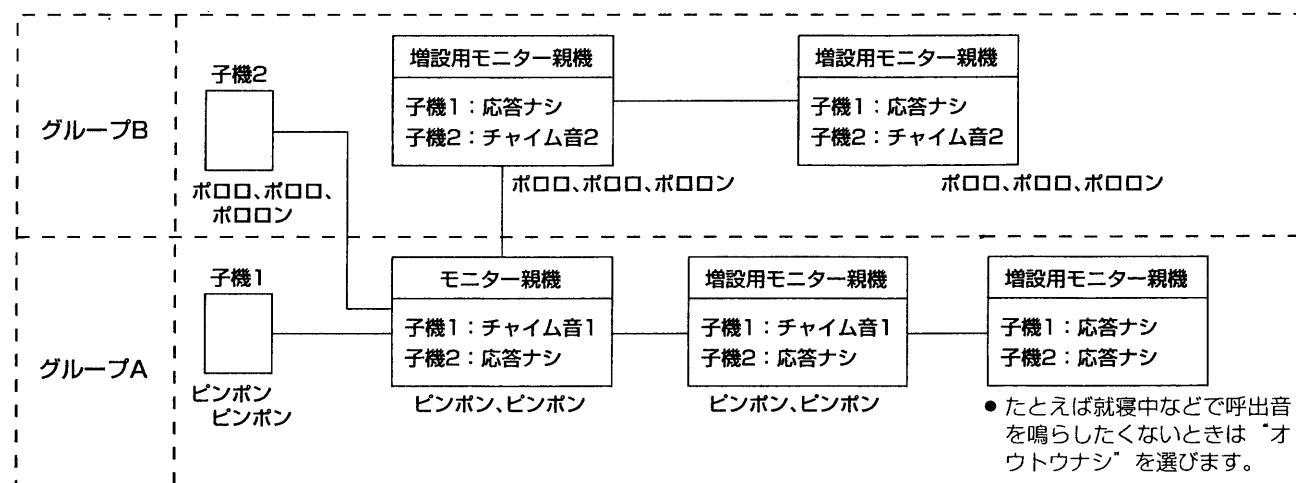 グループB
子機2
ポロロ、ポロロ、
ポロロン
増設用モニター親機
子機1：応答ナシ
子機2：チャイム音2
ポロロ、ポロロ、ポロロン
増設用モニター親機
子機1：応答ナシ
子機2：チャイム音2
ポロロ、ポロロ、ポロロン
グループA
子機1
ピンポン
ピンポン
モニター親機
子機1：チャイム音1
子機2：応答ナシ
ピンポン、ピンポン
増設用モニター親機
子機1：チャイム音1
子機2：応答ナシ
ピンポン、ピンポン
増設用モニター親機
子機1：応答ナシ
子機2：応答ナシ
●たとえば就寝中などで呼出音
を鳴らしたくないときは“オ
ウトウナシ”を選びます。